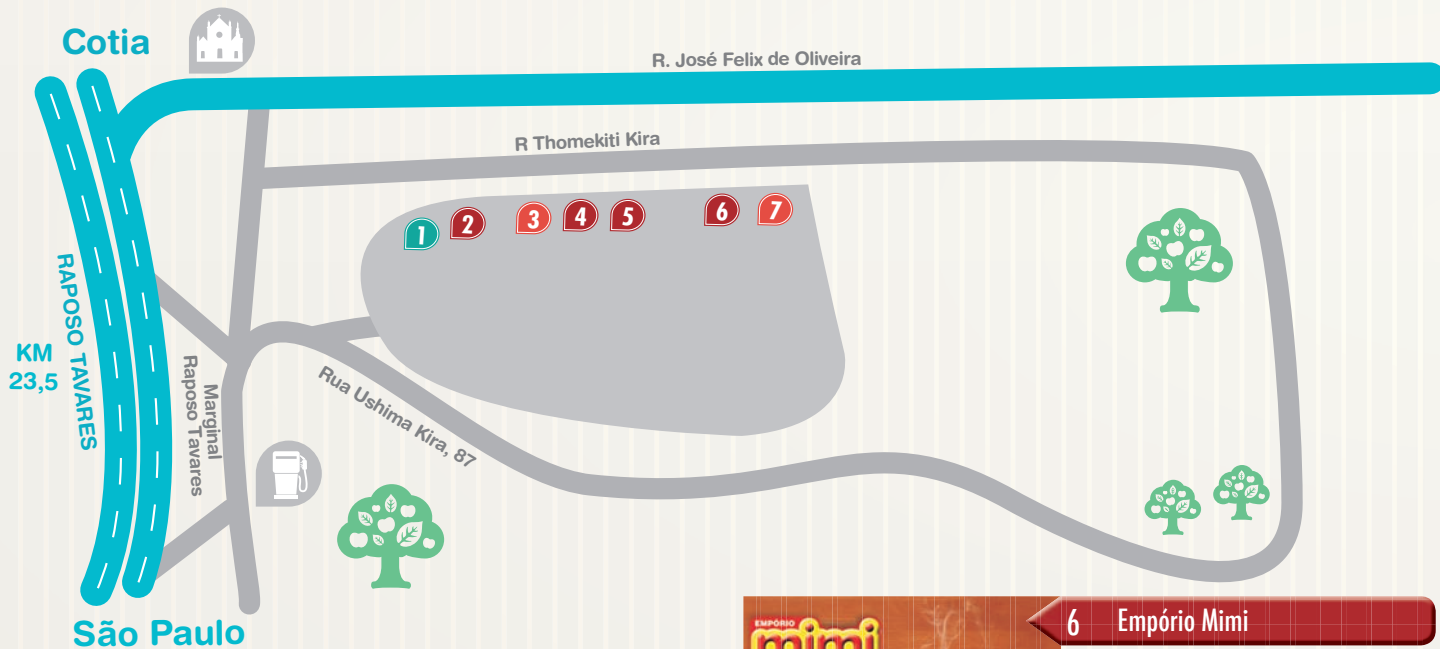 Cotia
R. José Felix de Oliveira
R Thomekiti Kira
1
2
3
4
5
6
7
RAPOSO TAVARES
KM
23,5
Marginal
Raposo Tavares
Rua Ushima Kira, 87
São Paulo
EMPÓRIO
mimi
6 Empório Mimi